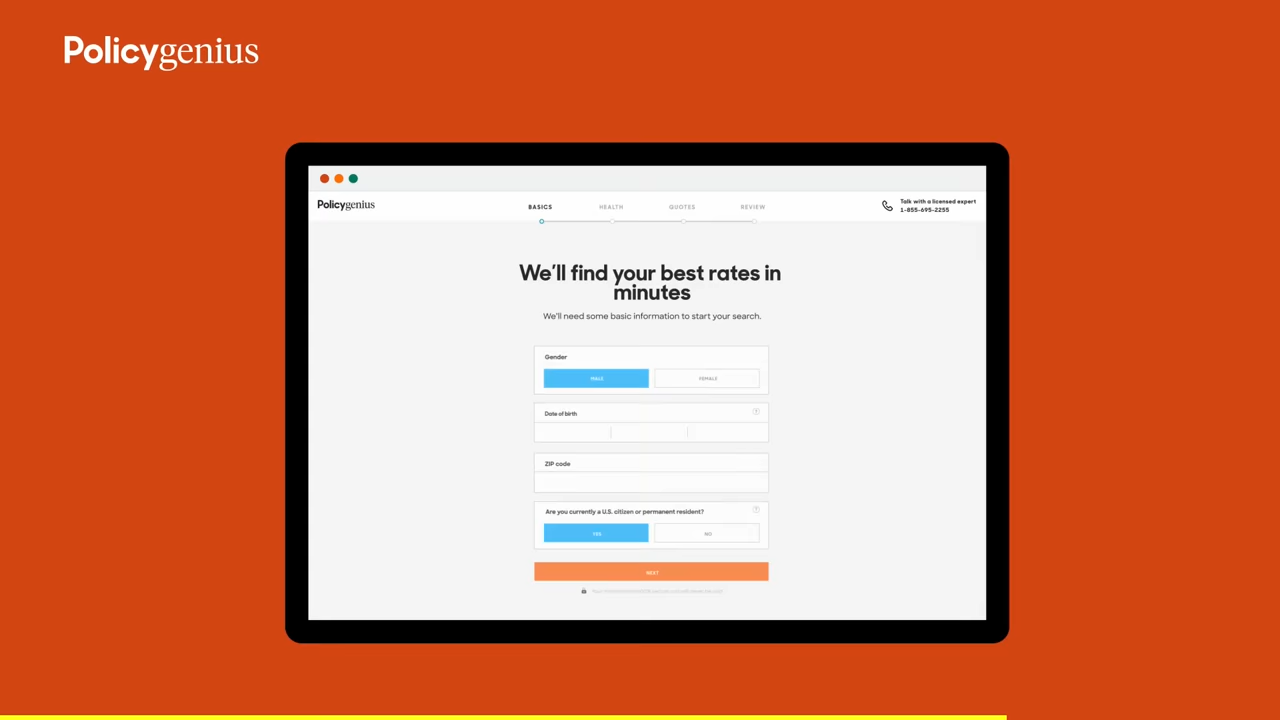 Policygenius
Policygenius
BASICS
HEALTH
QUOTES
REVIEW
Talk with a licensed expert
1-855-695-2255
We'll find your best rates in
minutes
We'll need some basic information to start your search.
Gender
MALE
FEMALE
Date of birth
?
ZIP code
Are you currently a U.S. citizen or permanent resident?
?
YES
NO
NEXT